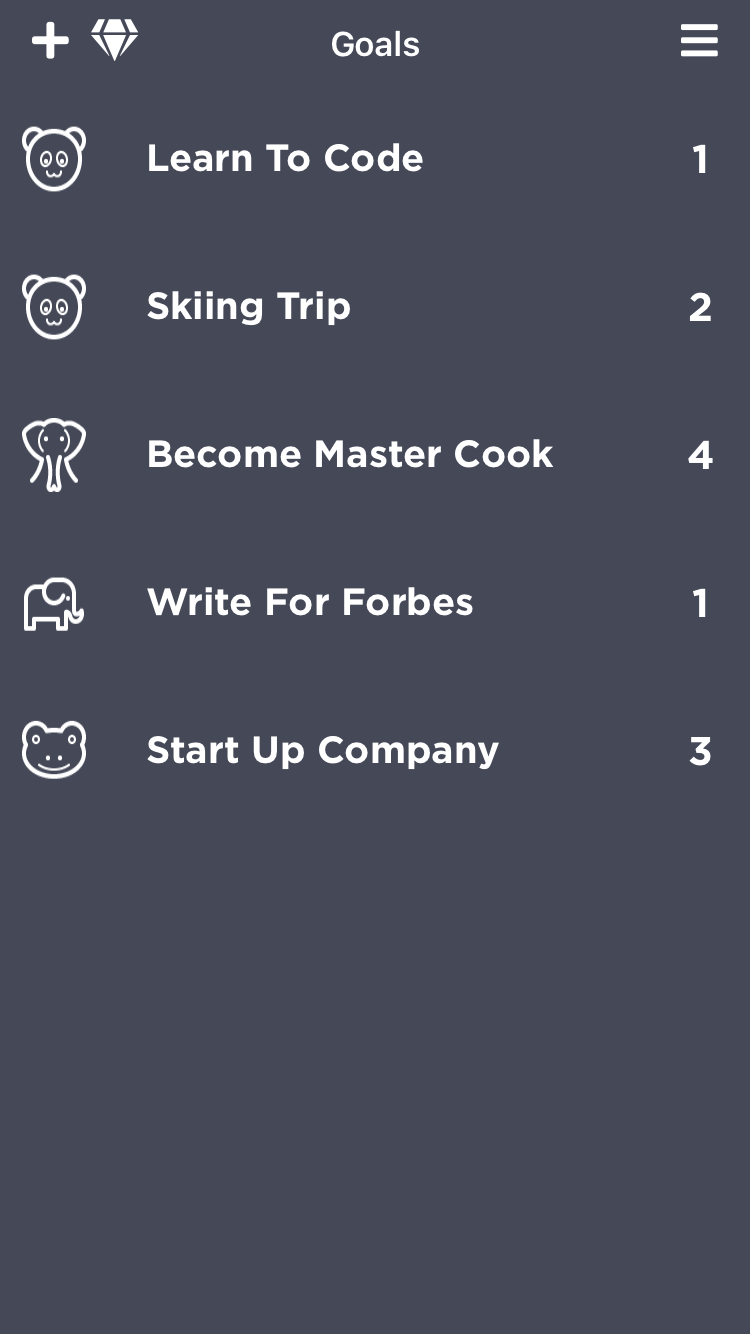 Goals
Learn To Code 1
Skiing Trip 2
Become Master Cook 4
Write For Forbes 1
Start Up Company 3